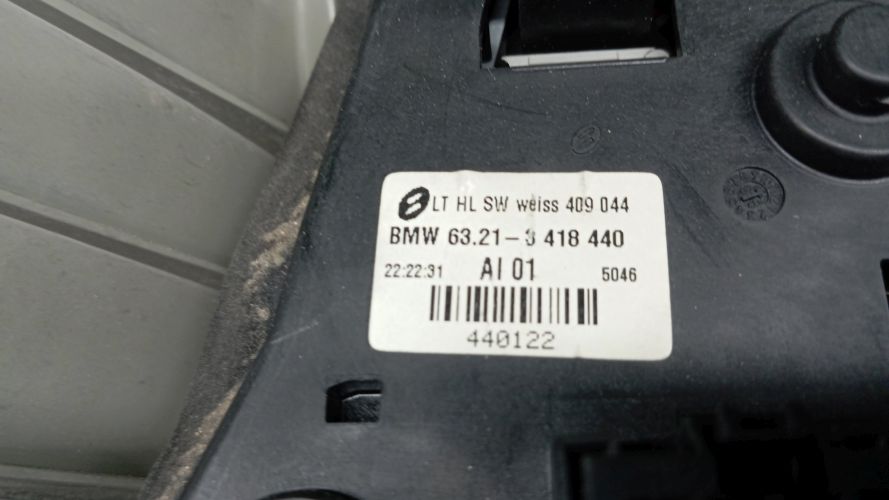 LT HL SW weiss 409 044
BMW 63.21-3 418 440
22:22:31 AI 01 5046
440122